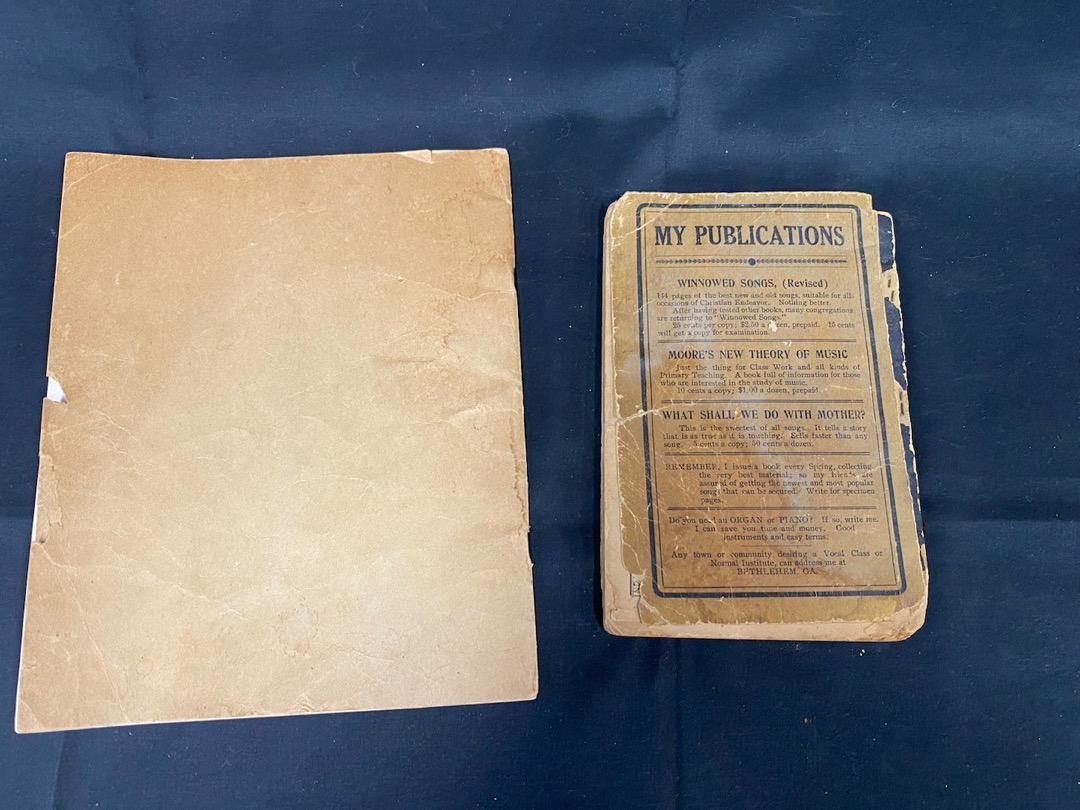 MY PUBLICATIONS
WINNOWED SONGS, (Revised)
144 pages of the best new and old songs, suitable for all
occasions of Christian Endeavor. Nothing better.
After having tested other books, many congregations
are returning to "Winnowed Songs."
25 cents per copy; $2.50 a dozen, prepaid. 15 cents
will get a copy for examination.
MOORE'S NEW THEORY OF MUSIC
Just the thing for Class Work and all kinds of
Primary Teaching. A book full of information for those
who are interested in the study of music.
10 cents a copy; $1.00 a dozen, prepaid.
WHAT SHALL WE DO WITH MOTHER?
This is the sweetest of all songs. It tells a story
that is as true as it is touching. Sells faster than any
song. 5 cents a copy; 50 cents a dozen.
REMEMBER, I issue a book every Spring, collecting
the very best material; so my friends are
assured of getting the newest and most popular
songs that can be secured. Write for specimen
pages.
Do you need an ORGAN or PIANO? If so, write me.
I can save you time and money. Good
instruments and easy terms.
Any town or community desiring a Vocal Class or
Normal Institute, can address me at
BETHLEHEM, GA.